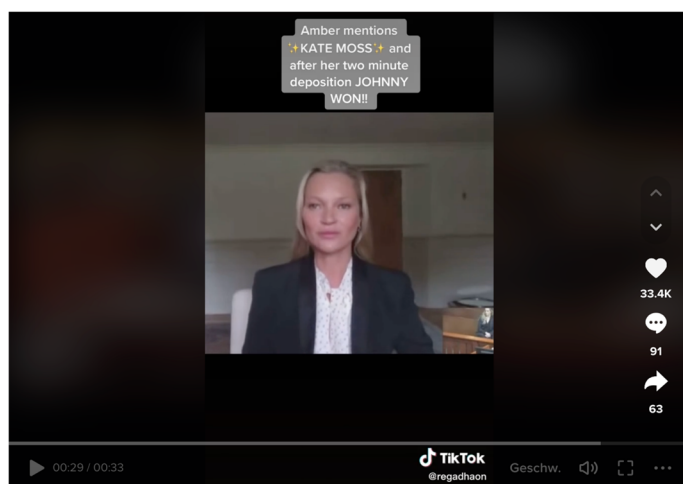 Amber mentions
✨KATE MOSS✨ and
after her two minute
deposition JOHNNY
WON!!
33.4K
91
63
00:29 / 00:33
TikTok
@regadhaon
Geschw.